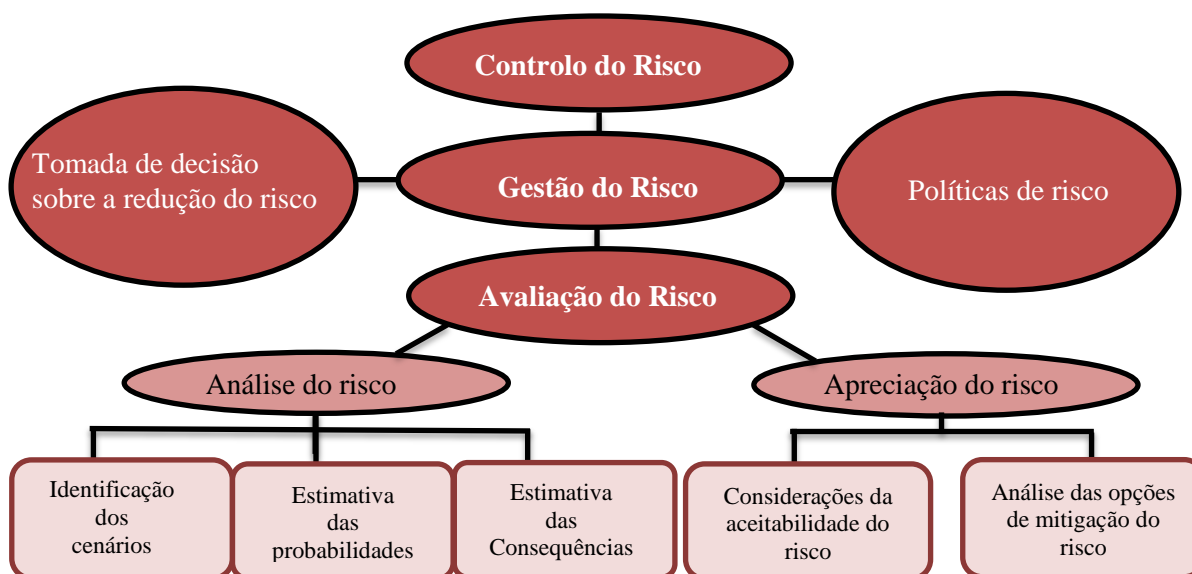 Controlo do Risco
Tomada de decisão
sobre a redução do risco
Gestão do Risco
Políticas de risco
Avaliação do Risco
Análise do risco
Apreciação do risco
Identificação
dos
cenários
Estimativa
das
probabilidades
Estimativa
das
Consequências
Considerações da
aceitabilidade do
risco
Análise das opções
de mitigação do
risco